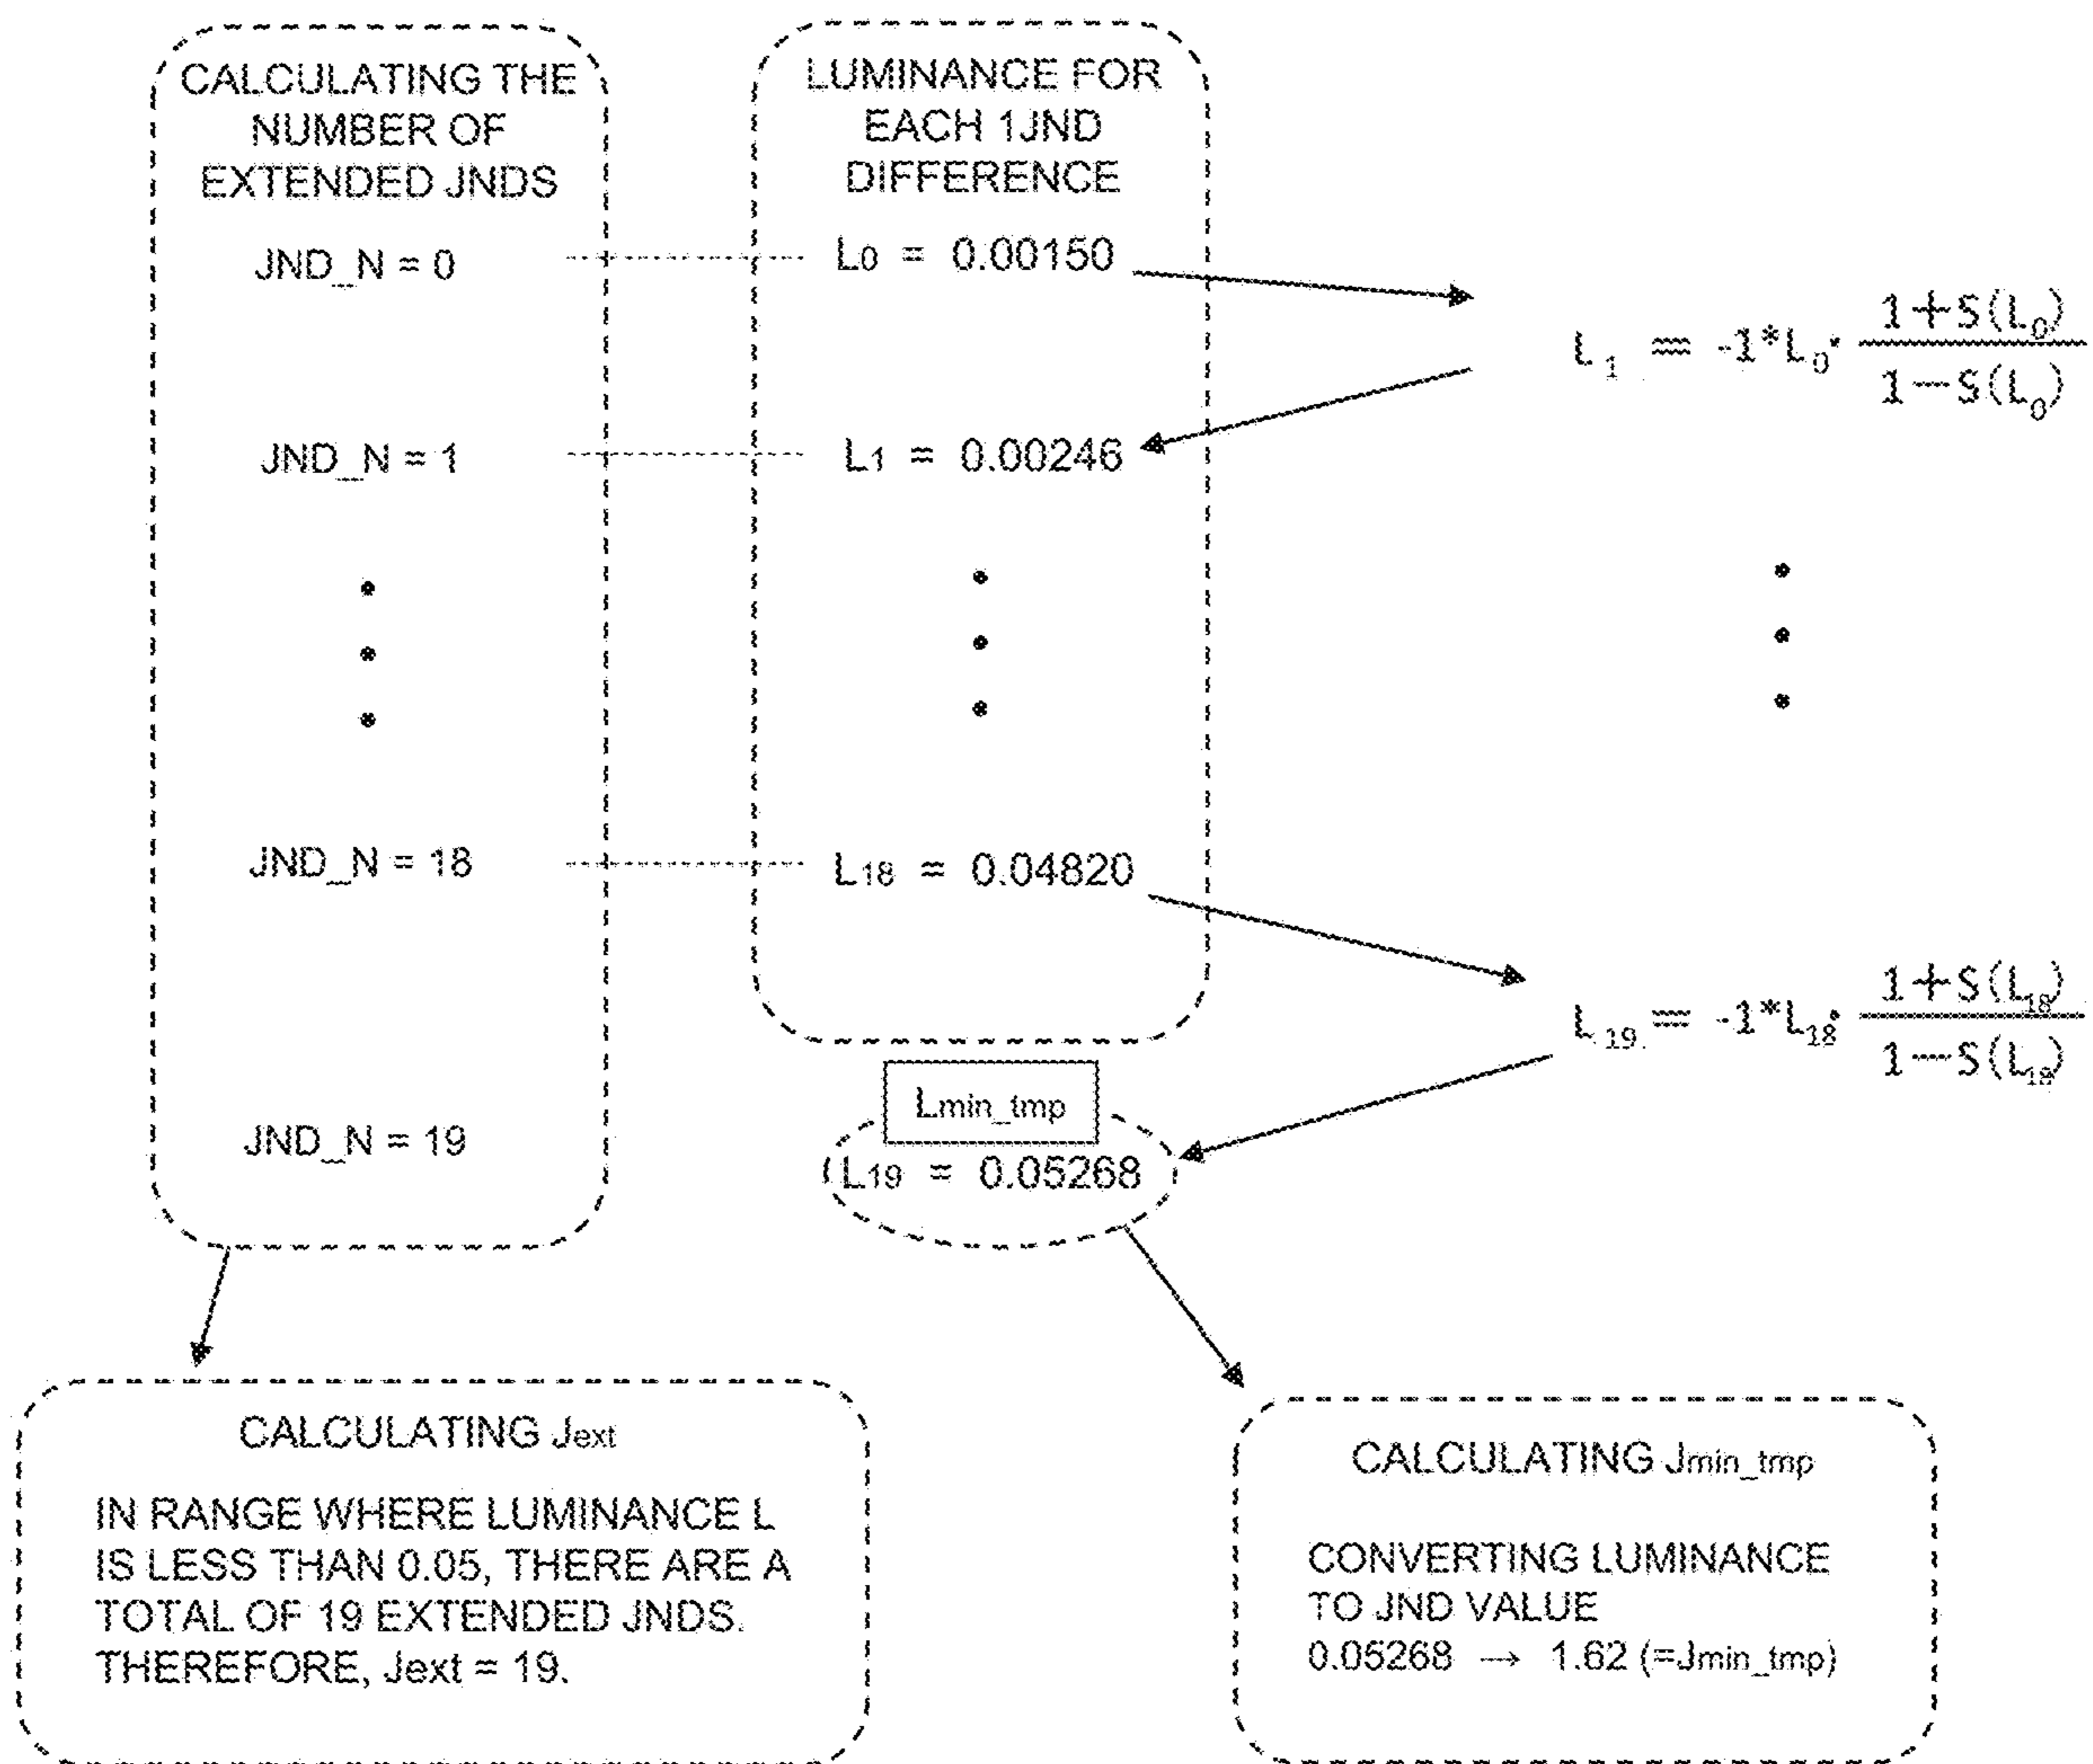 CALCULATING THE
NUMBER OF
EXTENDED JNDS
JND_N = 0
JND_N = 1
JND_N = 18
JND_N = 19
LUMINANCE FOR
EACH 1JND
DIFFERENCE
L0 = 0.00150
L1 = 0.00246
L18 = 0.04820
Lmin_tmp
L19 = 0.05268
L1 = -1*L0· 1+S(L0)
1−S(L0)
L19 = -1*L18· 1+S(L18)
1−S(L18)
CALCULATING Jext
IN RANGE WHERE LUMINANCE L
IS LESS THAN 0.05, THERE ARE A
TOTAL OF 19 EXTENDED JNDS.
THEREFORE, Jext = 19.
CALCULATING Jmin_tmp
CONVERTING LUMINANCE
TO JND VALUE
0.05268 → 1.62 (=Jmin_tmp)